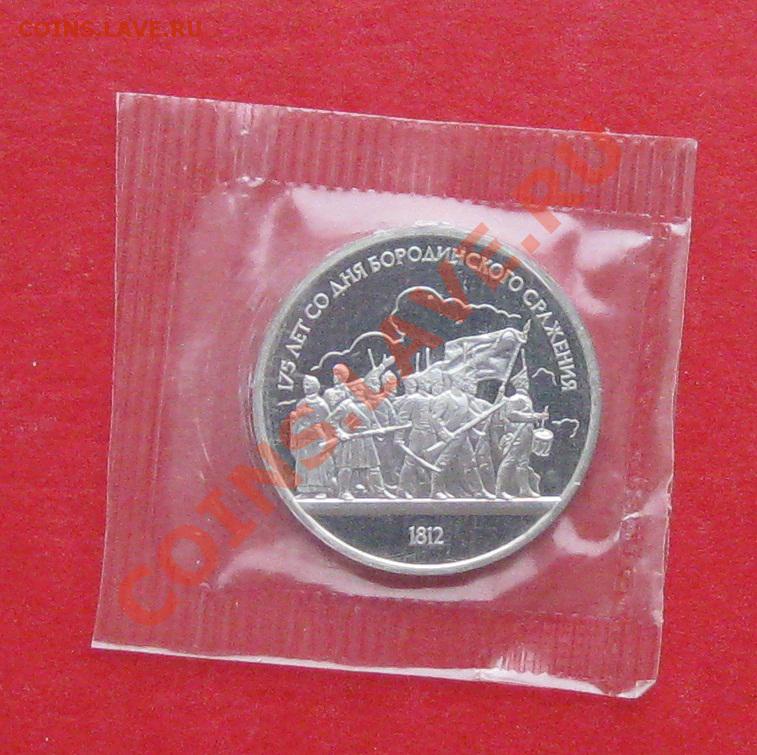 COINS.LAVE.RU
COINS.LAVE.RU
175 ЛЕТ СО ДНЯ БОРОДИНСКОГО СРАЖЕНИЯ
1812